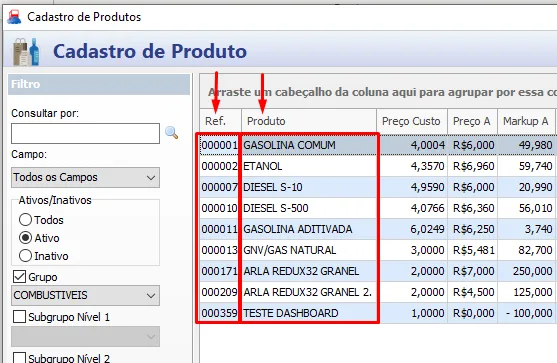 Cadastro de Produtos
Cadastro de Produto
Filtro
Consultar por:
Campo:
Todos os Campos
Ativos/Inativos
Todos
Ativo
Inativo
Grupo
COMBUSTIVEIS
Subgrupo Nível 1
Subgrupo Nível 2
Arraste um cabeçalho da coluna aqui para agrupar por essa co
Ref. Produto Preço Custo Preço A Markup A
000001 GASOLINA COMUM 4,0004 R$6,000 49,980
000002 ETANOL 4,3570 R$6,960 59,740
000007 DIESEL S-10 4,9590 R$6,000 20,990
000010 DIESEL S-500 4,0766 R$6,360 56,010
000011 GASOLINA ADITIVADA 6,0249 R$6,250 3,740
000013 GNV/GAS NATURAL 3,0000 R$5,481 82,700
000171 ARLA REDUX32 GRANEL 2,0000 R$7,000 250,000
000209 ARLA REDUX32 GRANEL 2. 2,0000 R$4,500 125,000
000359 TESTE DASHBOARD 1,0000 R$0,000 - 100,000